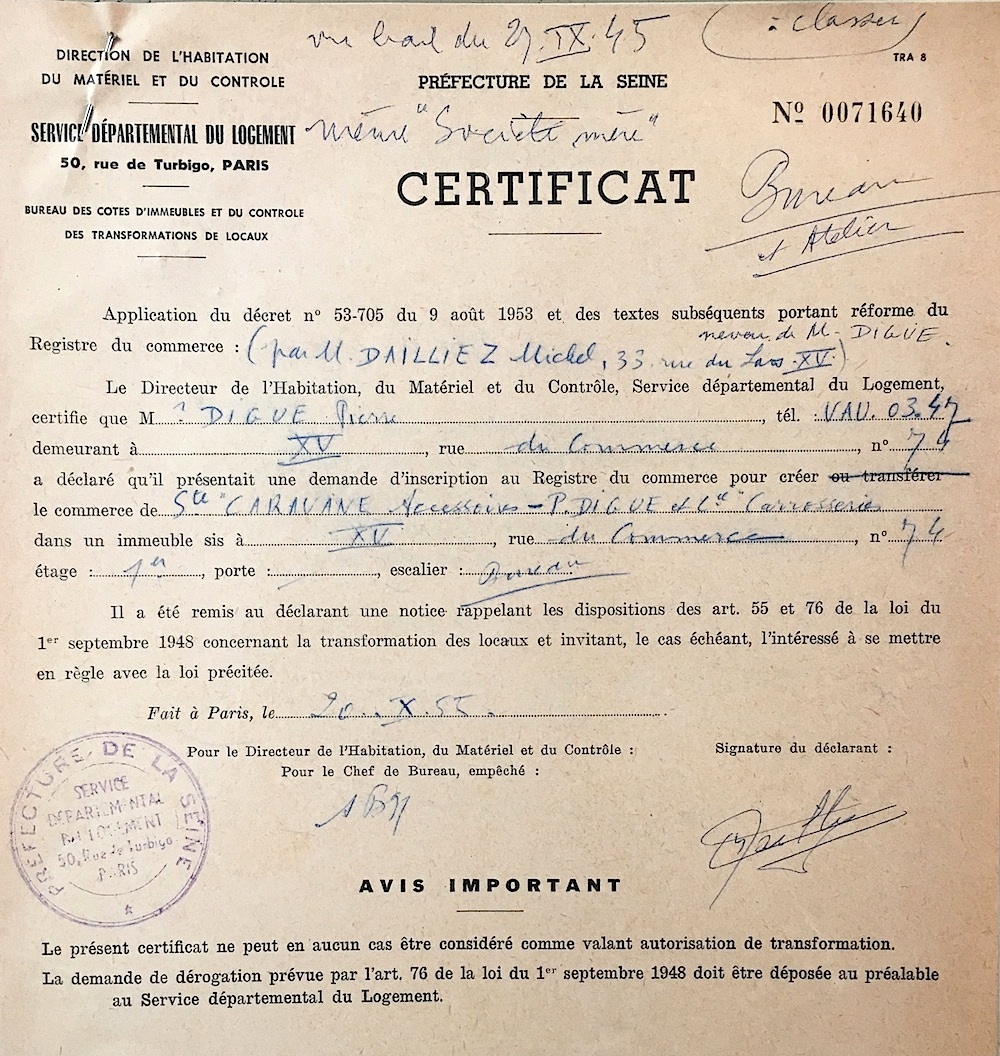 vu bail du 29.IX.45
à classer
DIRECTION DE L'HABITATION
DU MATÉRIEL ET DU CONTROLE
SERVICE DÉPARTEMENTAL DU LOGEMENT
50, rue de Turbigo, PARIS
BUREAU DES COTES D'IMMEUBLES ET DU CONTROLE
DES TRANSFORMATIONS DE LOCAUX
PRÉFECTURE DE LA SEINE
même "Société mère"
CERTIFICAT
TRA 8
Nº 0071640
Bureau
et Atelier
Application du décret nº 53-705 du 9 août 1953 et des textes subséquents portant réforme du
neveu de M. DIGUE.
Registre du commerce : (par M. DAILLIEZ Michel, 33 rue du Laos XV)
Le Directeur de l'Habitation, du Matériel et du Contrôle, Service départemental du Logement,
certifie que M. DIGUE Pierre, tél. : VAU. 03.47
demeurant à XV, rue du Commerce, nº 74
a déclaré qu'il présentait une demande d'inscription au Registre du commerce pour créer ou transférer
le commerce de Sté "CARAVANE Accessoires - P. DIGUE et Cie" Carrosserie
dans un immeuble sis à XV, rue du Commerce, nº 74
étage : 1er, porte :, escalier : Bureau
Il a été remis au déclarant une notice rappelant les dispositions des art. 55 et 76 de la loi du
1er septembre 1948 concernant la transformation des locaux et invitant, le cas échéant, l'intéressé à se mettre
en règle avec la loi précitée.
Fait à Paris, le 20.X.55.
Pour le Directeur de l'Habitation, du Matériel et du Contrôle :
Pour le Chef de Bureau, empêché :
Signature du déclarant :
PREFECTURE DE LA SEINE
SERVICE
DÉPARTEMENTAL
DU LOGEMENT
50, Rue de Turbigo
PARIS
AVIS IMPORTANT
Le présent certificat ne peut en aucun cas être considéré comme valant autorisation de transformation.
La demande de dérogation prévue par l'art. 76 de la loi du 1er septembre 1948 doit être déposée au préalable
au Service départemental du Logement.